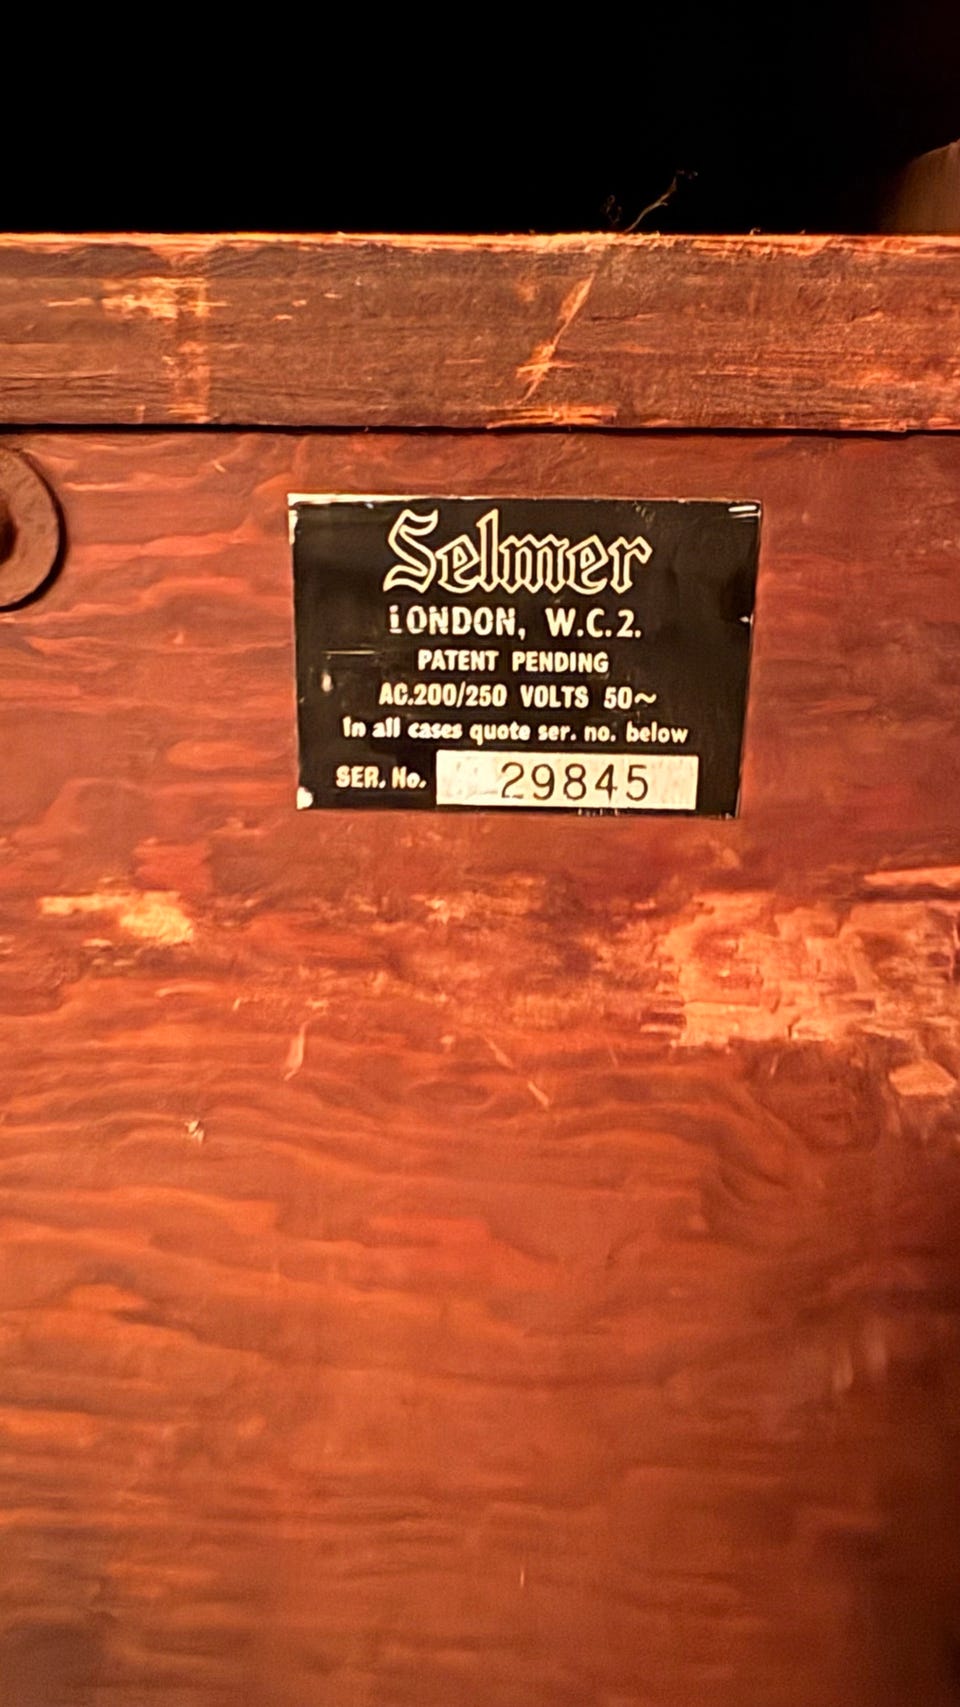 Selmer
LONDON, W.C.2.
PATENT PENDING
AC.200/250 VOLTS 50~
In all cases quote ser. no. below
SER. No. 29845